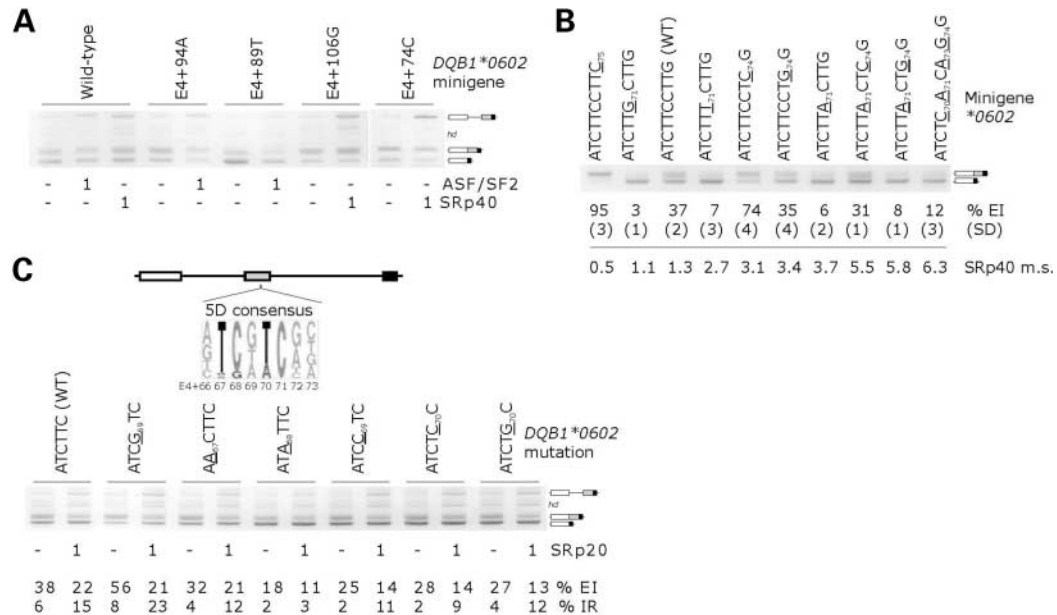 A
Wild-type
E4+94A
E4+89T
E4+106G
E4+74C
DQB1*0602
minigene
hd
- 1 - - 1 - 1 - - - - ASF/SF2
- - 1 - - - - - 1 - 1 SRp40
B
ATCTTCCTTC75
ATCTTG71CTTG
ATCTTCCTTG (WT)
ATCTTT71CTTG
ATCTTCCTC74G
ATCTTCCTG74G
ATCTTA71CTTG
ATCTTA71CTC74G
ATCTTA71CTG74G
ATCTC70A71CA73G74G
Minigene
*0602
95 3 37 7 74 35 6 31 8 12 % EI
(3) (1) (2) (3) (4) (4) (2) (1) (1) (3) (SD)
0.5 1.1 1.3 2.7 3.1 3.4 3.7 5.5 5.8 6.3 SRp40 m.s.
C
5D consensus
E4+66 67 68 69 70 71 72 73
ATCTTC (WT)
ATCG69TC
AA67CTTC
ATA68TTC
ATCC69TC
ATCTC70C
ATCTG70C
DQB1*0602
mutation
hd
- 1 - 1 - 1 - 1 - 1 - 1 - 1 SRp20
38 22 56 21 32 21 18 11 25 14 28 14 27 13 % EI
6 15 8 23 4 12 2 3 2 11 2 9 4 12 % IR